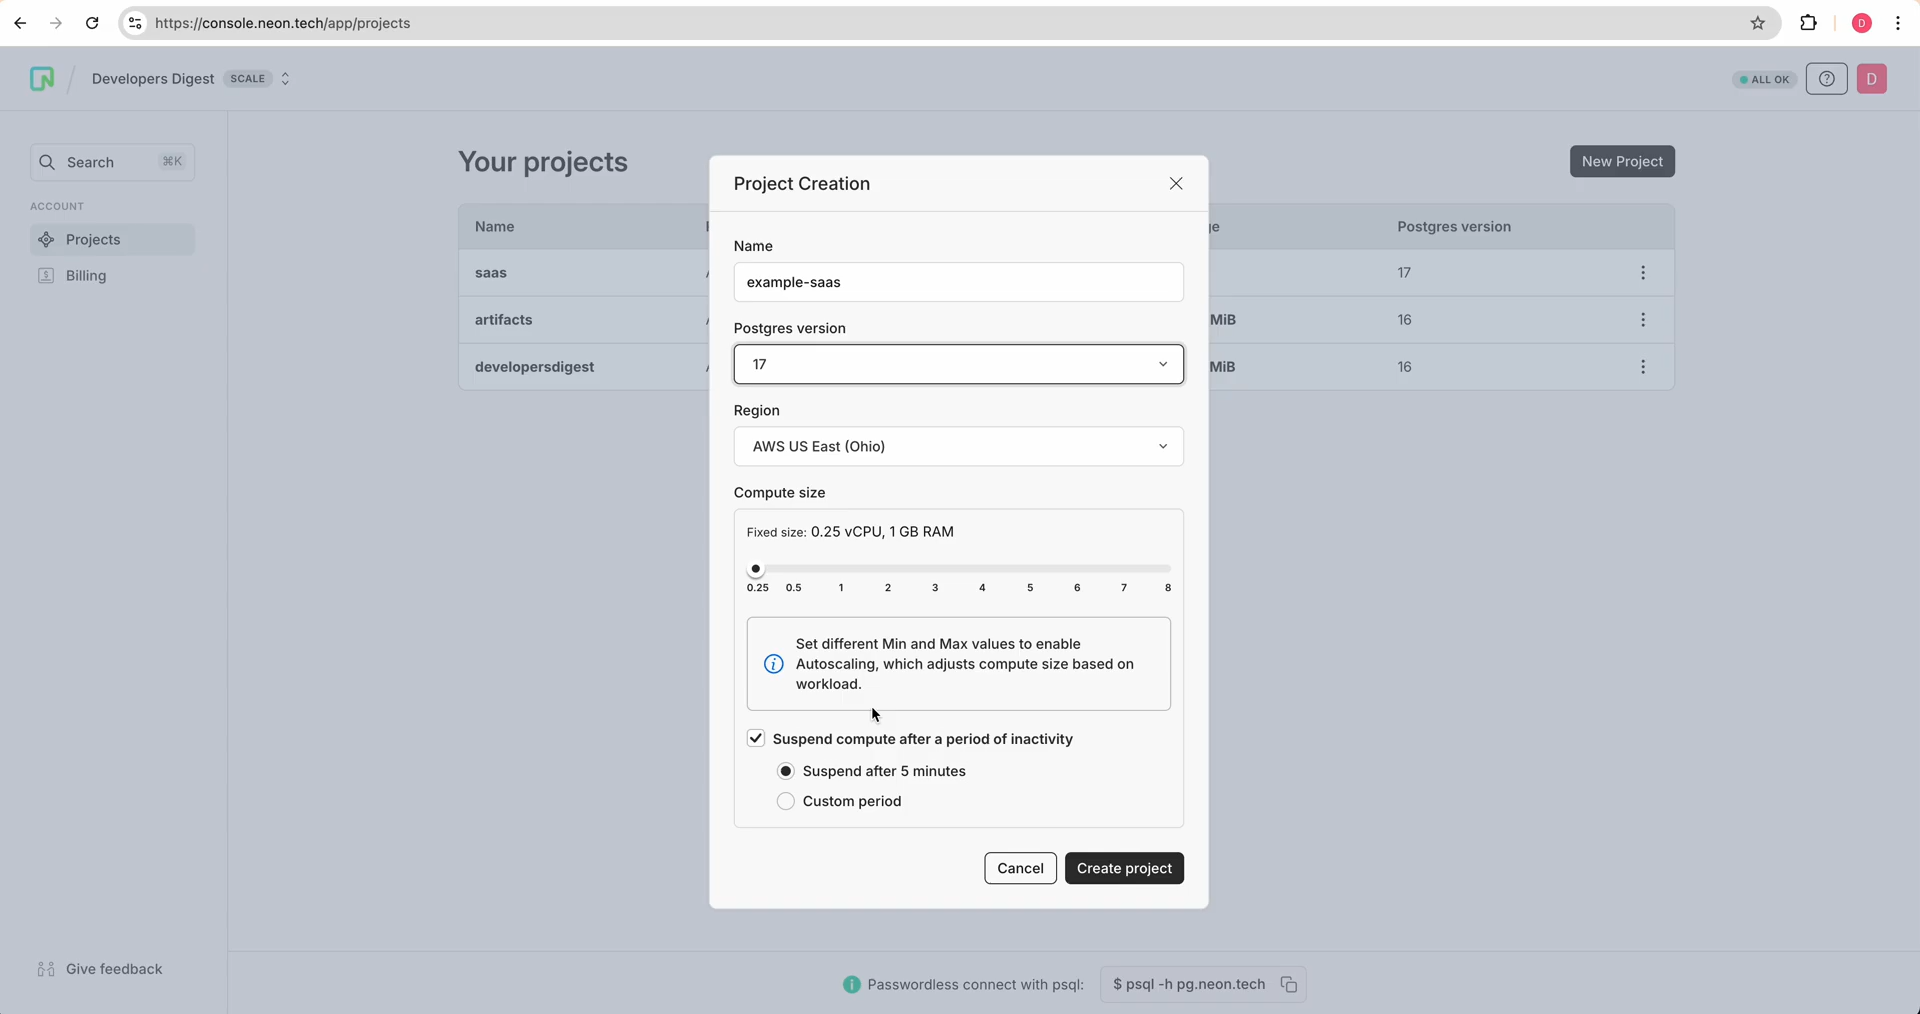 https://console.neon.tech/app/projects
D
Developers Digest SCALE
ALL OK
D
Search ⌘K
ACCOUNT
Projects
Billing
Give feedback
Your projects
New Project
Name
Postgres version
saas
17
artifacts
MiB
16
developersdigest
MiB
16
Project Creation
Name
example-saas
Postgres version
17
Region
AWS US East (Ohio)
Compute size
Fixed size: 0.25 vCPU, 1 GB RAM
0.25 0.5 1 2 3 4 5 6 7 8
Set different Min and Max values to enable
Autoscaling, which adjusts compute size based on
workload.
Suspend compute after a period of inactivity
Suspend after 5 minutes
Custom period
Cancel
Create project
Passwordless connect with psql:
$ psql -h pg.neon.tech